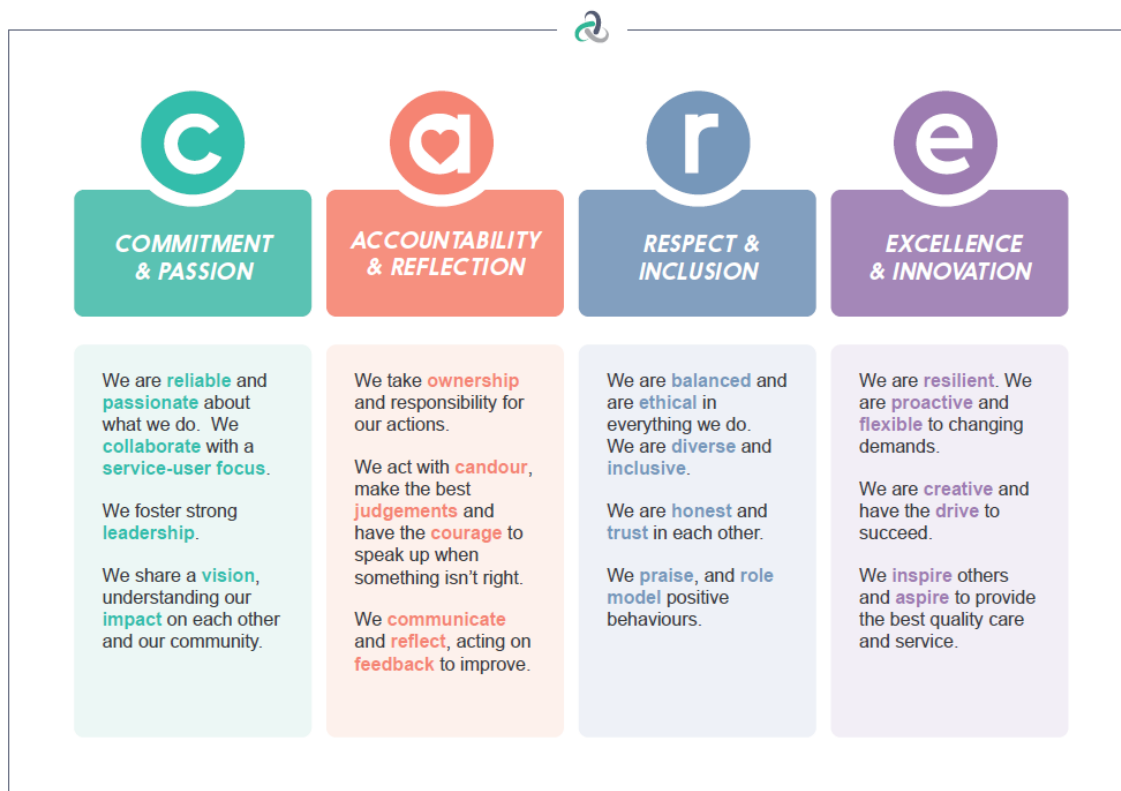 c
COMMITMENT
& PASSION
We are reliable and
passionate about
what we do.  We
collaborate with a
service-user focus.
We foster strong
leadership.
We share a vision,
understanding our
impact on each other
and our community.
a
ACCOUNTABILITY
& REFLECTION
We take ownership
and responsibility for
our actions.
We act with candour,
make the best
judgements and
have the courage to
speak up when
something isn’t right.
We communicate
and reflect, acting on
feedback to improve.
r
RESPECT &
INCLUSION
We are balanced and
are ethical in
everything we do.
We are diverse and
inclusive.
We are honest and
trust in each other.
We praise, and role
model positive
behaviours.
e
EXCELLENCE
& INNOVATION
We are resilient. We
are proactive and
flexible to changing
demands.
We are creative and
have the drive to
succeed.
We inspire others
and aspire to provide
the best quality care
and service.